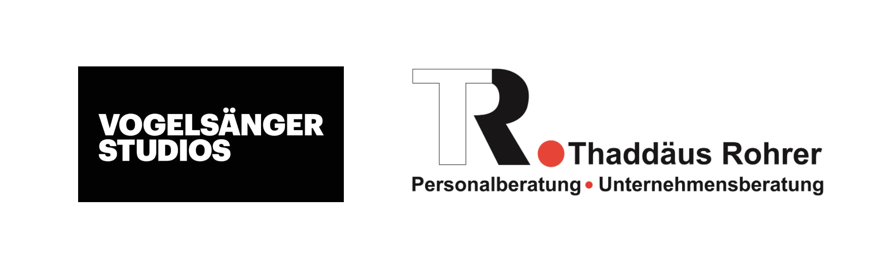 VOGELSÄNGER
STUDIOS
TR
Thaddäus Rohrer
Personalberatung • Unternehmensberatung